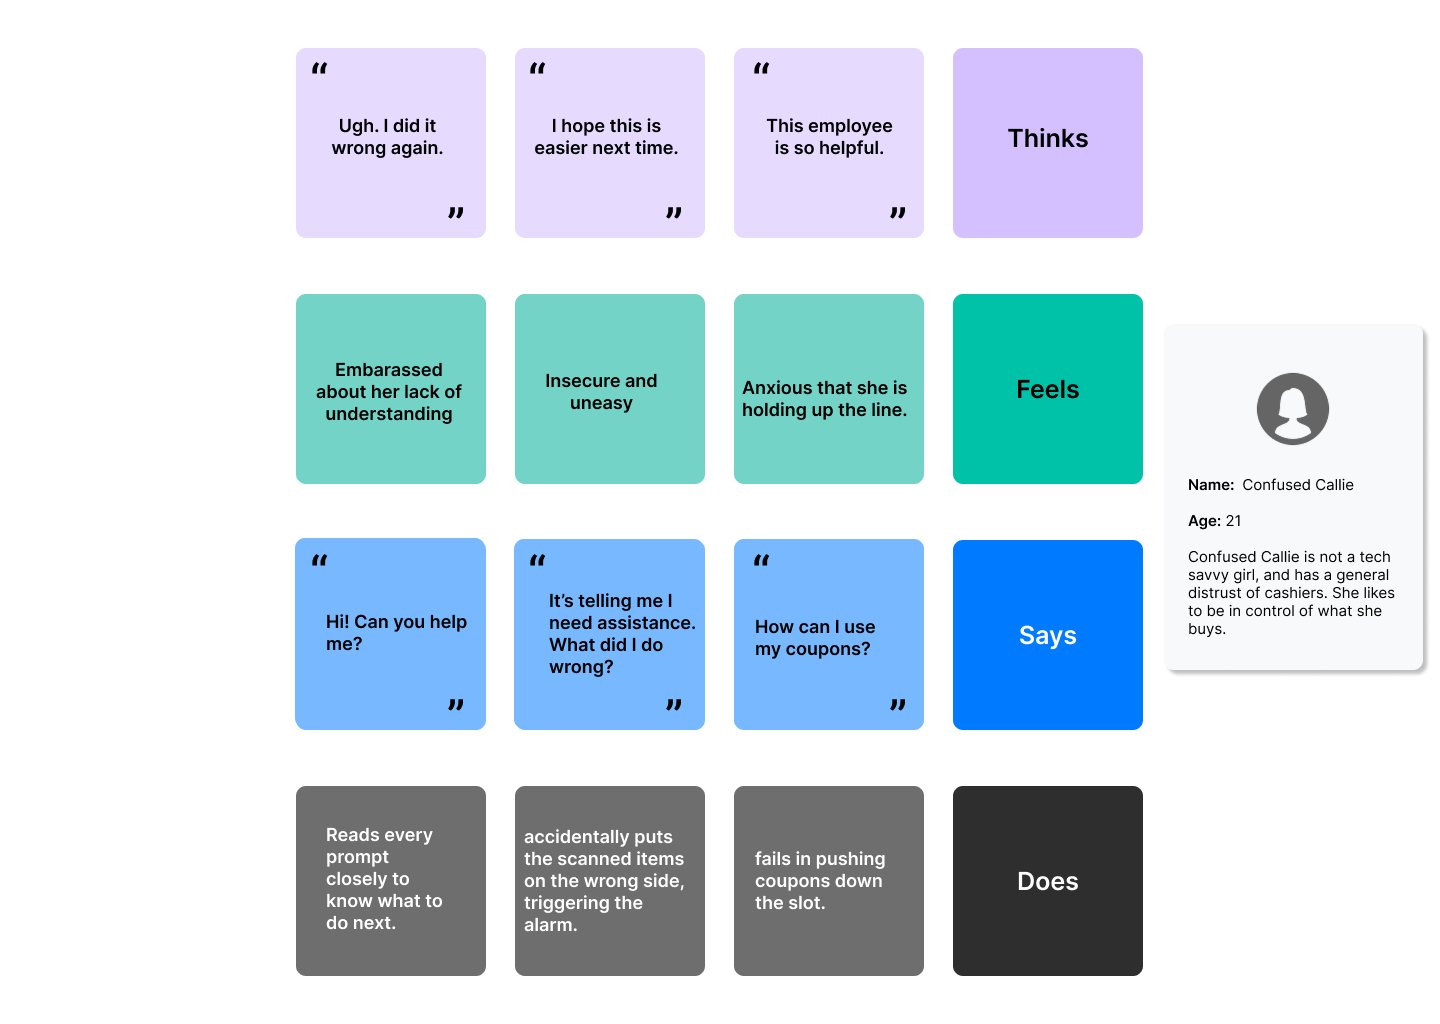 “
Ugh. I did it
wrong again.
”
“
I hope this is
easier next time.
”
“
This employee
is so helpful.
”
Thinks
Embarassed
about her lack of
understanding
Insecure and
uneasy
Anxious that she is
holding up the line.
Feels
“
Hi! Can you help
me?
”
“
It’s telling me I
need assistance.
What did I do
wrong?
”
“
How can I use
my coupons?
”
Says
Reads every
prompt
closely to
know what to
do next.
accidentally puts
the scanned items
on the wrong side,
triggering the
alarm.
fails in pushing
coupons down
the slot.
Does
Name: Confused Callie
Age: 21
Confused Callie is not a tech
savvy girl, and has a general
distrust of cashiers. She likes
to be in control of what she
buys.